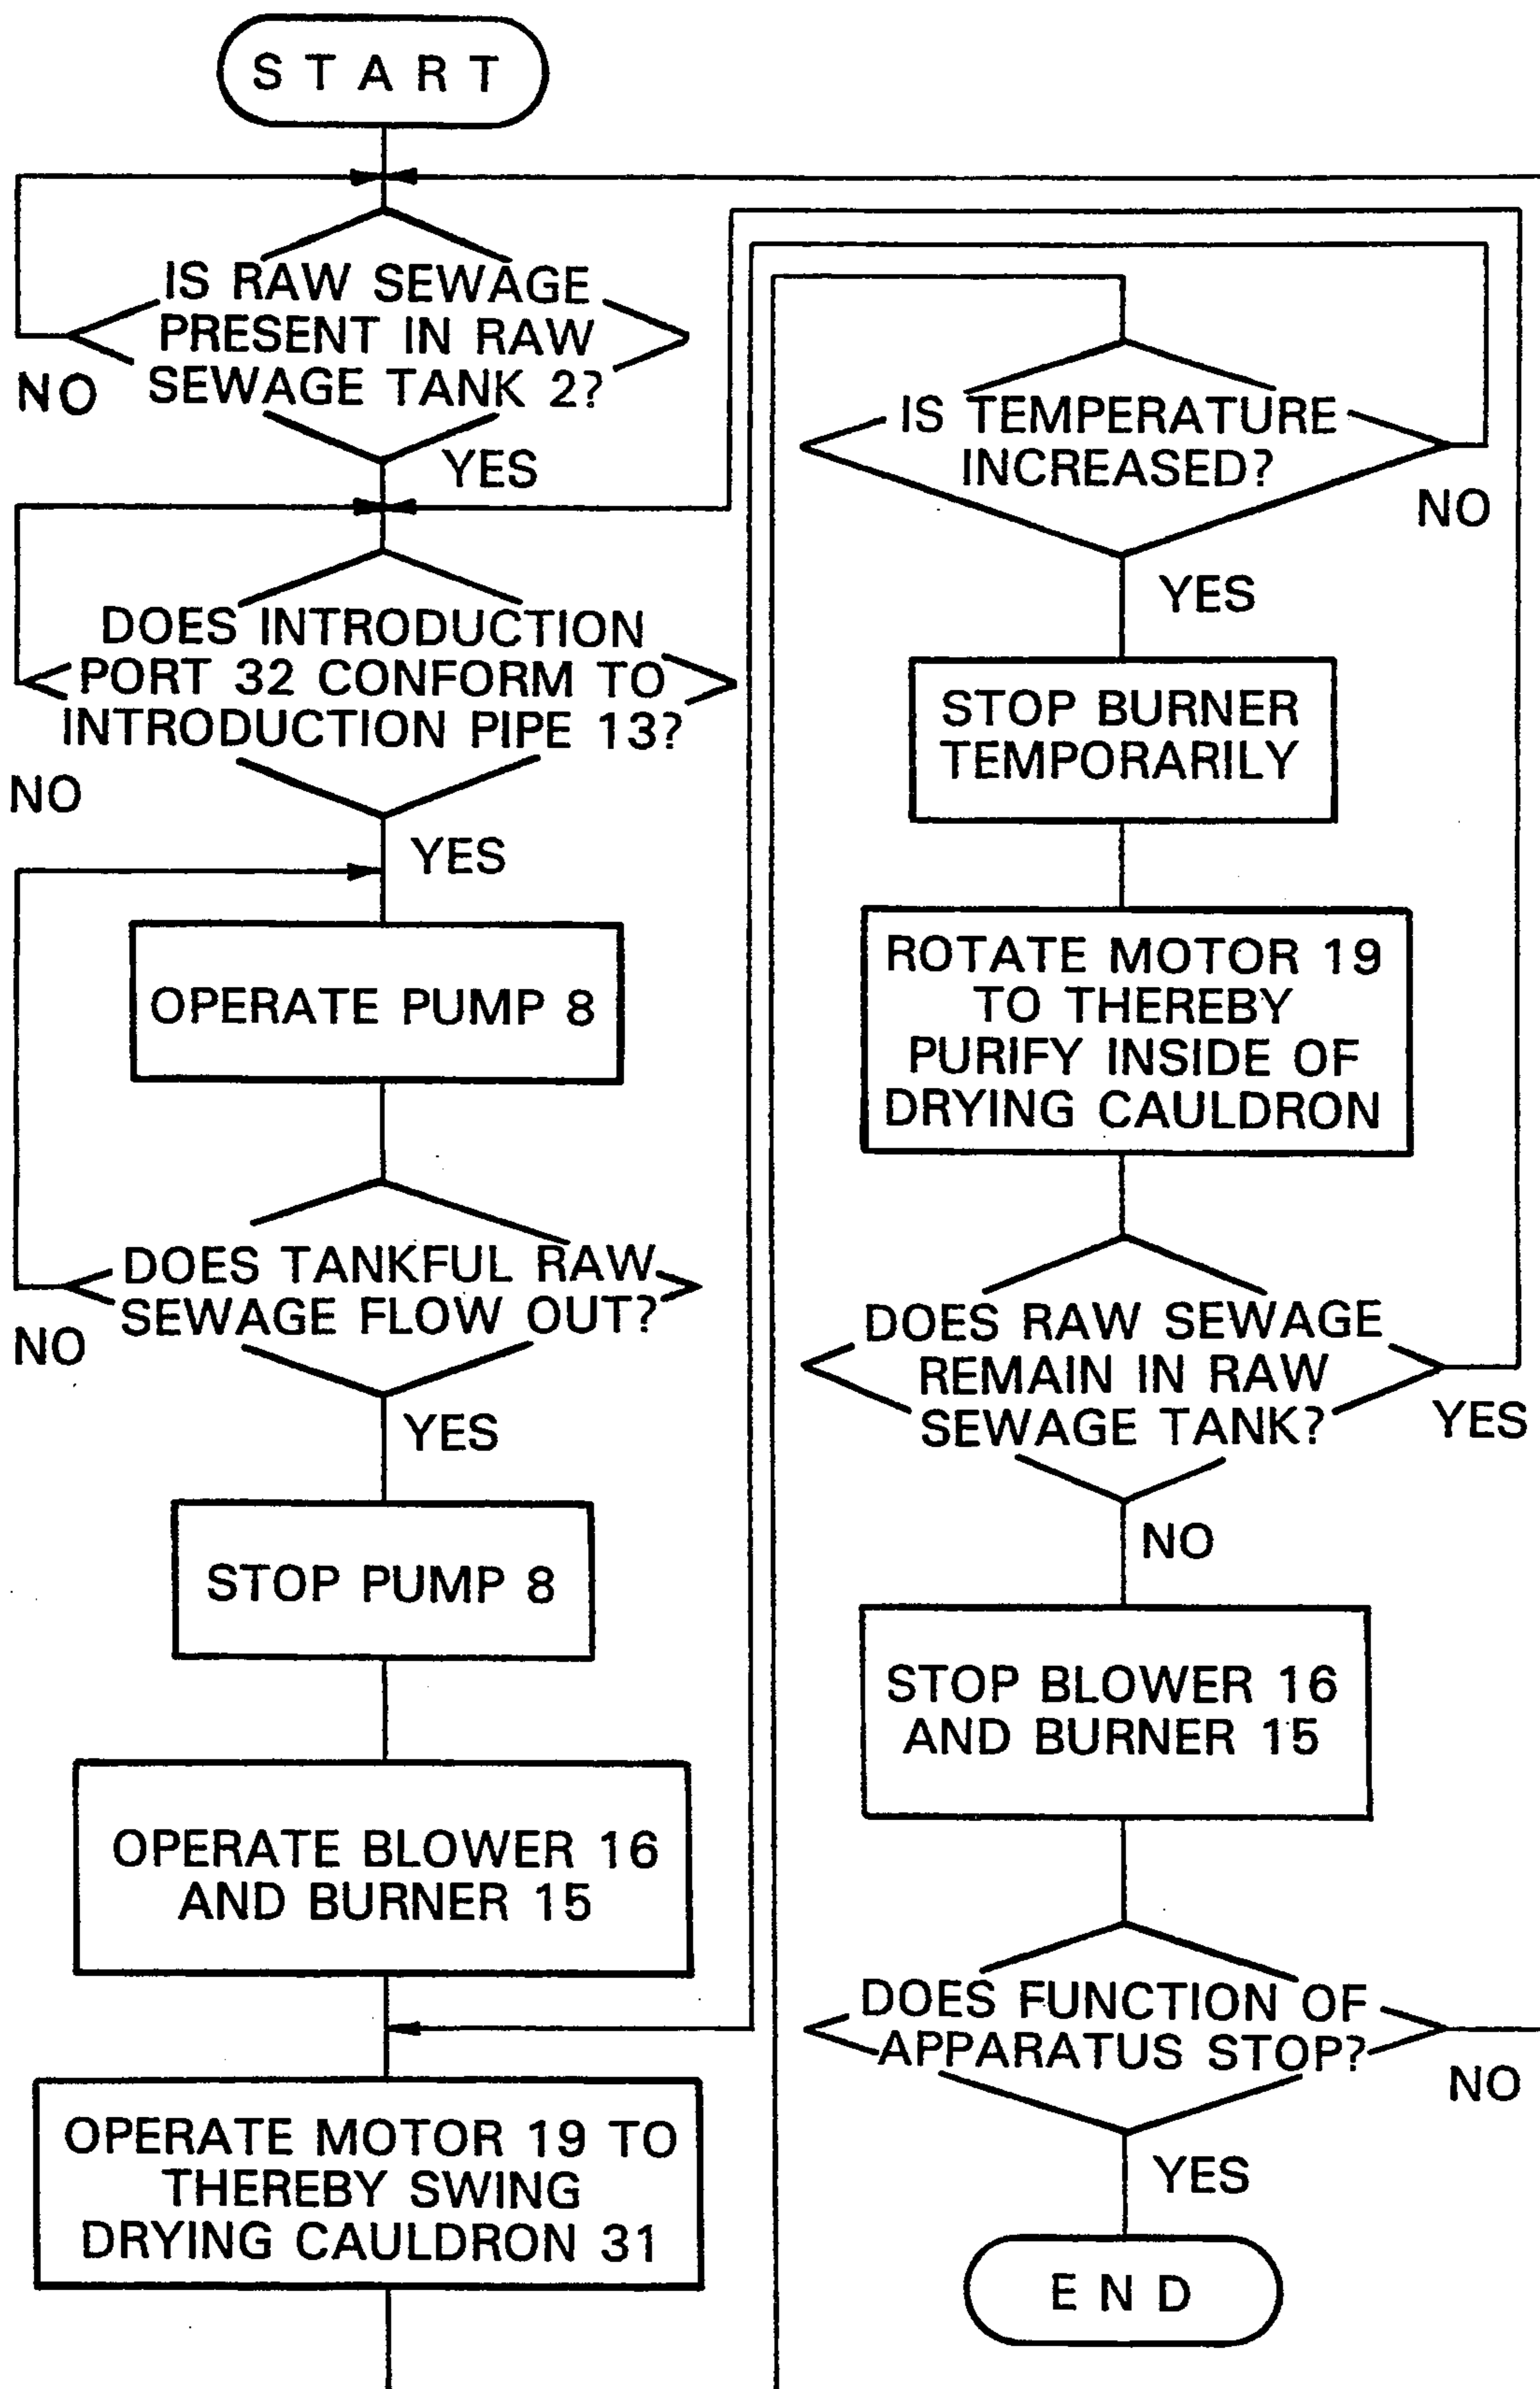 START
IS RAW SEWAGE
PRESENT IN RAW
SEWAGE TANK 2?
NO
YES
DOES INTRODUCTION
PORT 32 CONFORM TO
INTRODUCTION PIPE 13?
NO
YES
OPERATE PUMP 8
DOES TANKFUL RAW
SEWAGE FLOW OUT?
NO
YES
STOP PUMP 8
OPERATE BLOWER 16
AND BURNER 15
OPERATE MOTOR 19 TO
THEREBY SWING
DRYING CAULDRON 31
IS TEMPERATURE
INCREASED?
NO
YES
STOP BURNER
TEMPORARILY
ROTATE MOTOR 19
TO THEREBY
PURIFY INSIDE OF
DRYING CAULDRON
DOES RAW SEWAGE
REMAIN IN RAW
SEWAGE TANK?
YES
NO
STOP BLOWER 16
AND BURNER 15
DOES FUNCTION OF
APPARATUS STOP?
NO
YES
END